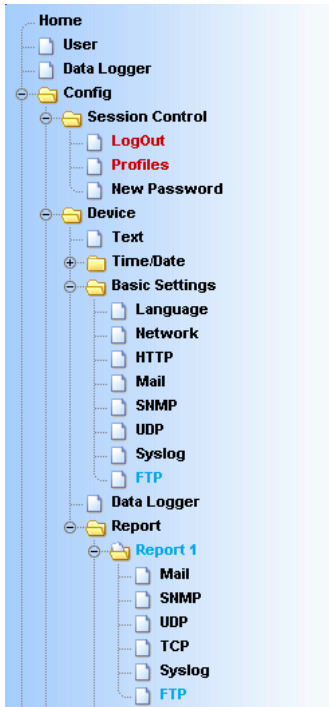 Home
User
Data Logger
Config
Session Control
LogOut
Profiles
New Password
Device
Text
Time/Date
Basic Settings
Language
Network
HTTP
Mail
SNMP
UDP
Syslog
FTP
Data Logger
Report
Report 1
Mail
SNMP
UDP
TCP
Syslog
FTP